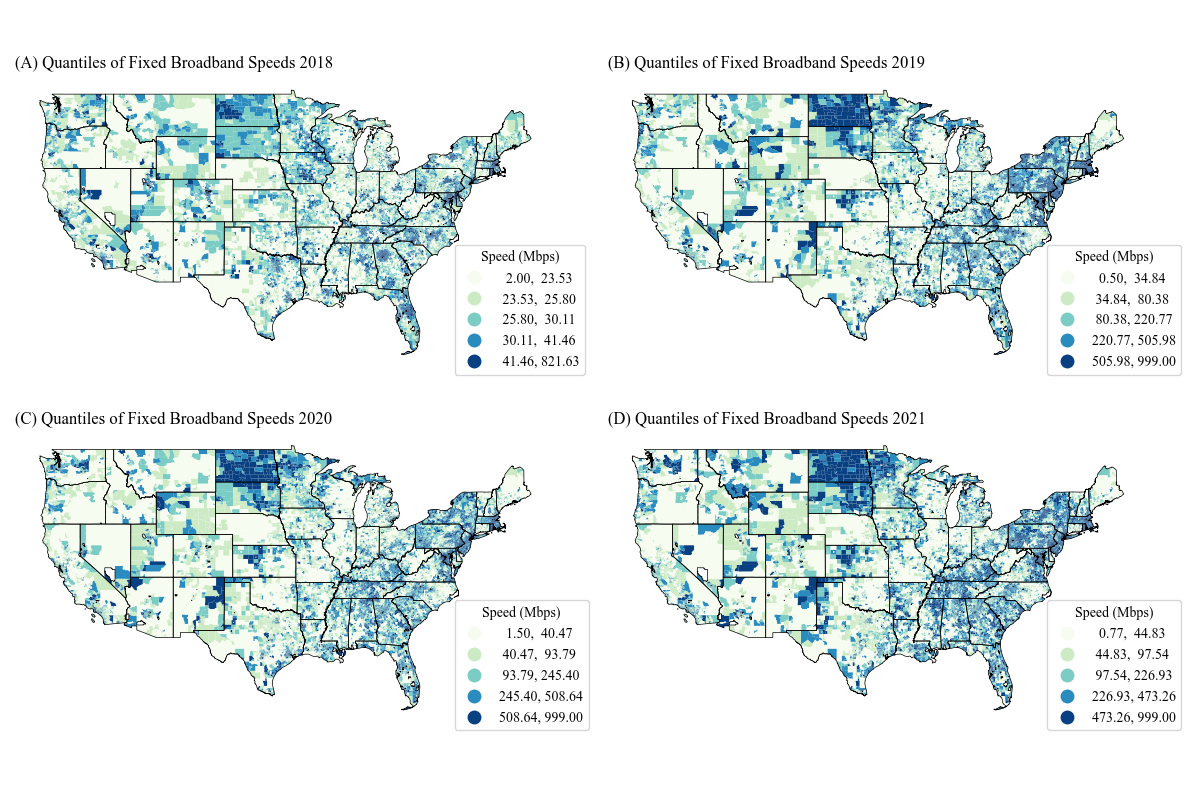 (A) Quantiles of Fixed Broadband Speeds 2018
Speed (Mbps)
2.00, 23.53
23.53, 25.80
25.80, 30.11
30.11, 41.46
41.46, 821.63
(B) Quantiles of Fixed Broadband Speeds 2019
Speed (Mbps)
0.50, 34.84
34.84, 80.38
80.38, 220.77
220.77, 505.98
505.98, 999.00
(C) Quantiles of Fixed Broadband Speeds 2020
Speed (Mbps)
1.50, 40.47
40.47, 93.79
93.79, 245.40
245.40, 508.64
508.64, 999.00
(D) Quantiles of Fixed Broadband Speeds 2021
Speed (Mbps)
0.77, 44.83
44.83, 97.54
97.54, 226.93
226.93, 473.26
473.26, 999.00